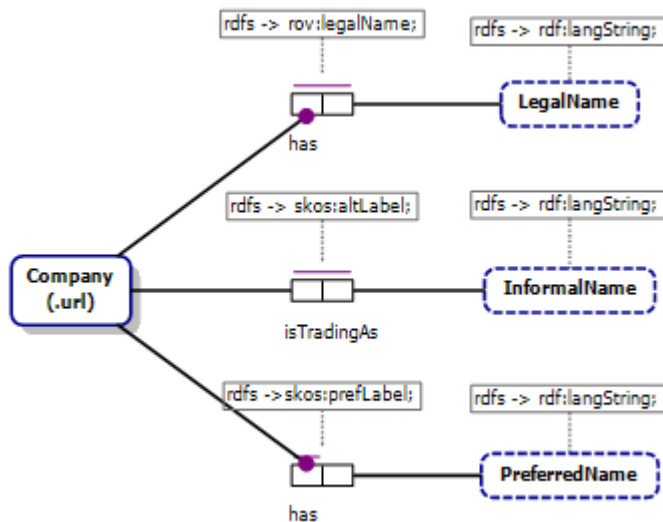 rdfs -> rov:legalName;
rdfs -> rdf:langString;
LegalName
has
rdfs -> skos:altLabel;
rdfs -> rdf:langString;
Company
(.url)
InformalName
isTradingAs
rdfs ->skos:prefLabel;
rdfs -> rdf:langString;
PreferredName
has